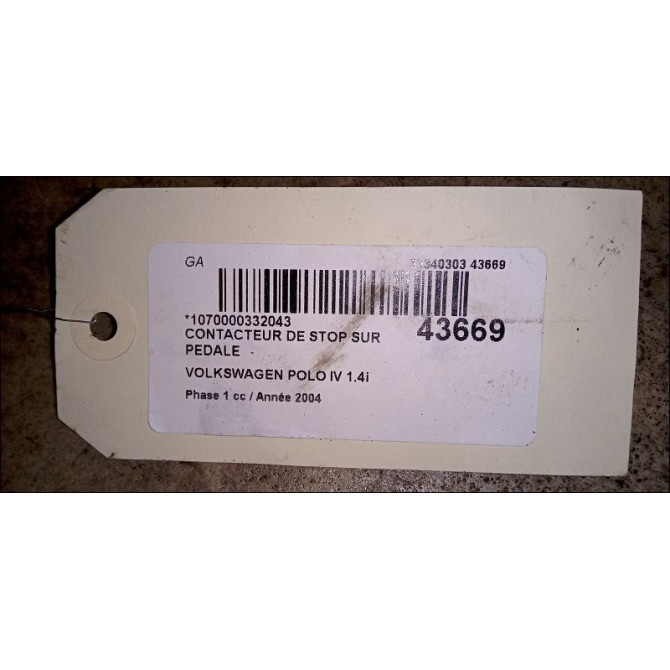 GA
43669
*1070000332043
CONTACTEUR DE STOP SUR
PEDALE
43669
VOLKSWAGEN POLO IV 1.4i
Phase 1 cc / Année 2004